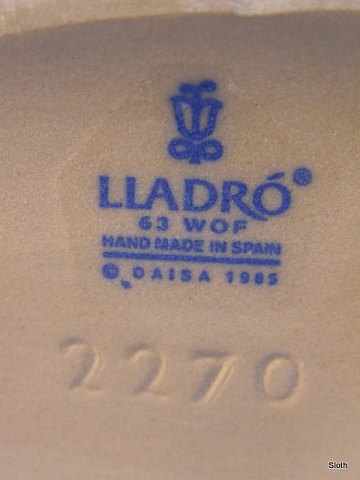 LLADRÓ®
63 WOF
HAND MADE IN SPAIN
© DAISA 1985
2270
Sloth